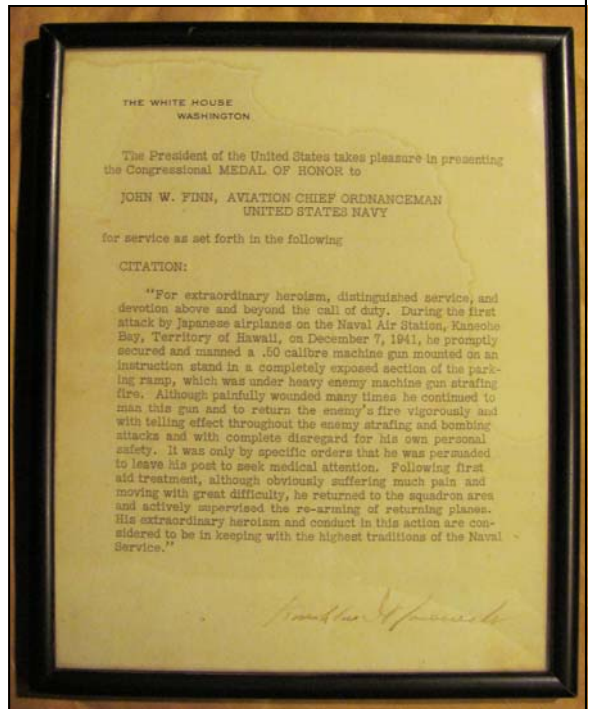 THE WHITE HOUSE
WASHINGTON
The President of the United States takes pleasure in presenting
the Congressional MEDAL OF HONOR to
JOHN W. FINN, AVIATION CHIEF ORDNANCEMAN
UNITED STATES NAVY
for service as set forth in the following
CITATION:
"For extraordinary heroism, distinguished service, and
devotion above and beyond the call of duty. During the first
attack by Japanese airplanes on the Naval Air Station, Kaneohe
Bay, Territory of Hawaii, on December 7, 1941, he promptly
secured and manned a .50 calibre machine gun mounted on an
instruction stand in a completely exposed section of the park-
ing ramp, which was under heavy enemy machine gun strafing
fire. Although painfully wounded many times he continued to
man this gun and to return the enemy's fire vigorously and
with telling effect throughout the enemy strafing and bombing
attacks and with complete disregard for his own personal
safety. It was only by specific orders that he was persuaded
to leave his post to seek medical attention. Following first
aid treatment, although obviously suffering much pain and
moving with great difficulty, he returned to the squadron area
and actively supervised the re-arming of returning planes.
His extraordinary heroism and conduct in this action are con-
sidered to be in keeping with the highest traditions of the Naval
Service."
Franklin D Roosevelt